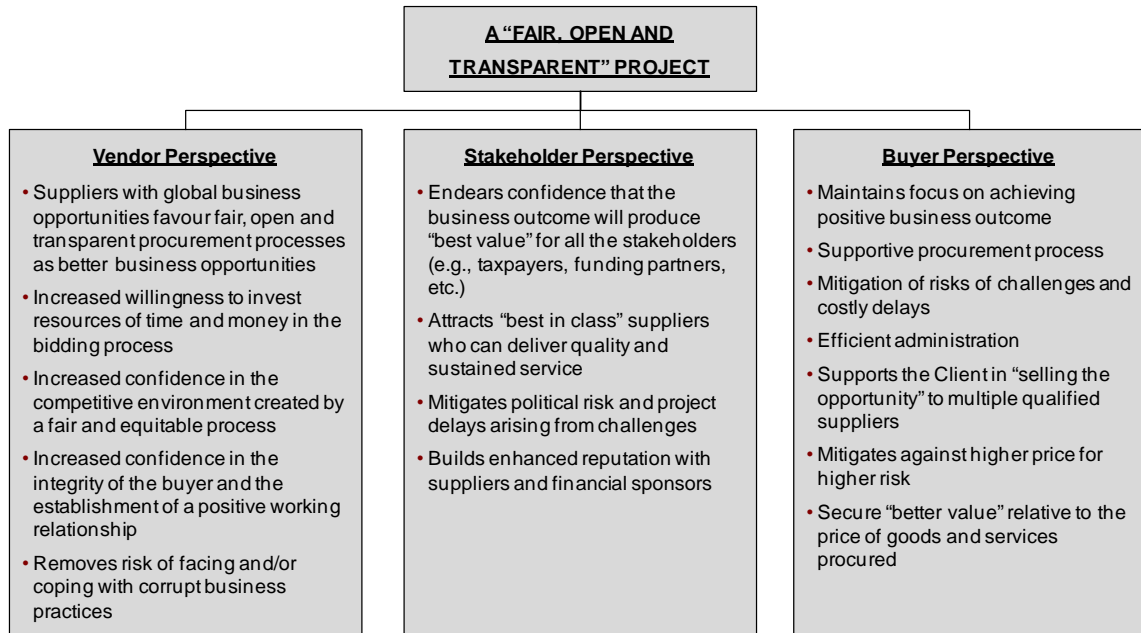 A “FAIR, OPEN AND
TRANSPARENT” PROJECT
Vendor Perspective
• Suppliers with global business
opportunities favour fair, open and
transparent procurement processes
as better business opportunities
• Increased willingness to invest
resources of time and money in the
bidding process
• Increased confidence in the
competitive environment created by
a fair and equitable process
• Increased confidence in the
integrity of the buyer and the
establishment of a positive working
relationship
• Removes risk of facing and/or
coping with corrupt business
practices
Stakeholder Perspective
• Endears confidence that the
business outcome will produce
“best value” for all the stakeholders
(e.g., taxpayers, funding partners,
etc.)
• Attracts “best in class” suppliers
who can deliver quality and
sustained service
• Mitigates political risk and project
delays arising from challenges
• Builds enhanced reputation with
suppliers and financial sponsors
Buyer Perspective
• Maintains focus on achieving
positive business outcome
• Supportive procurement process
• Mitigation of risks of challenges and
costly delays
• Efficient administration
• Supports the Client in “selling the
opportunity” to multiple qualified
suppliers
• Mitigates against higher price for
higher risk
• Secure “better value” relative to the
price of goods and services
procured